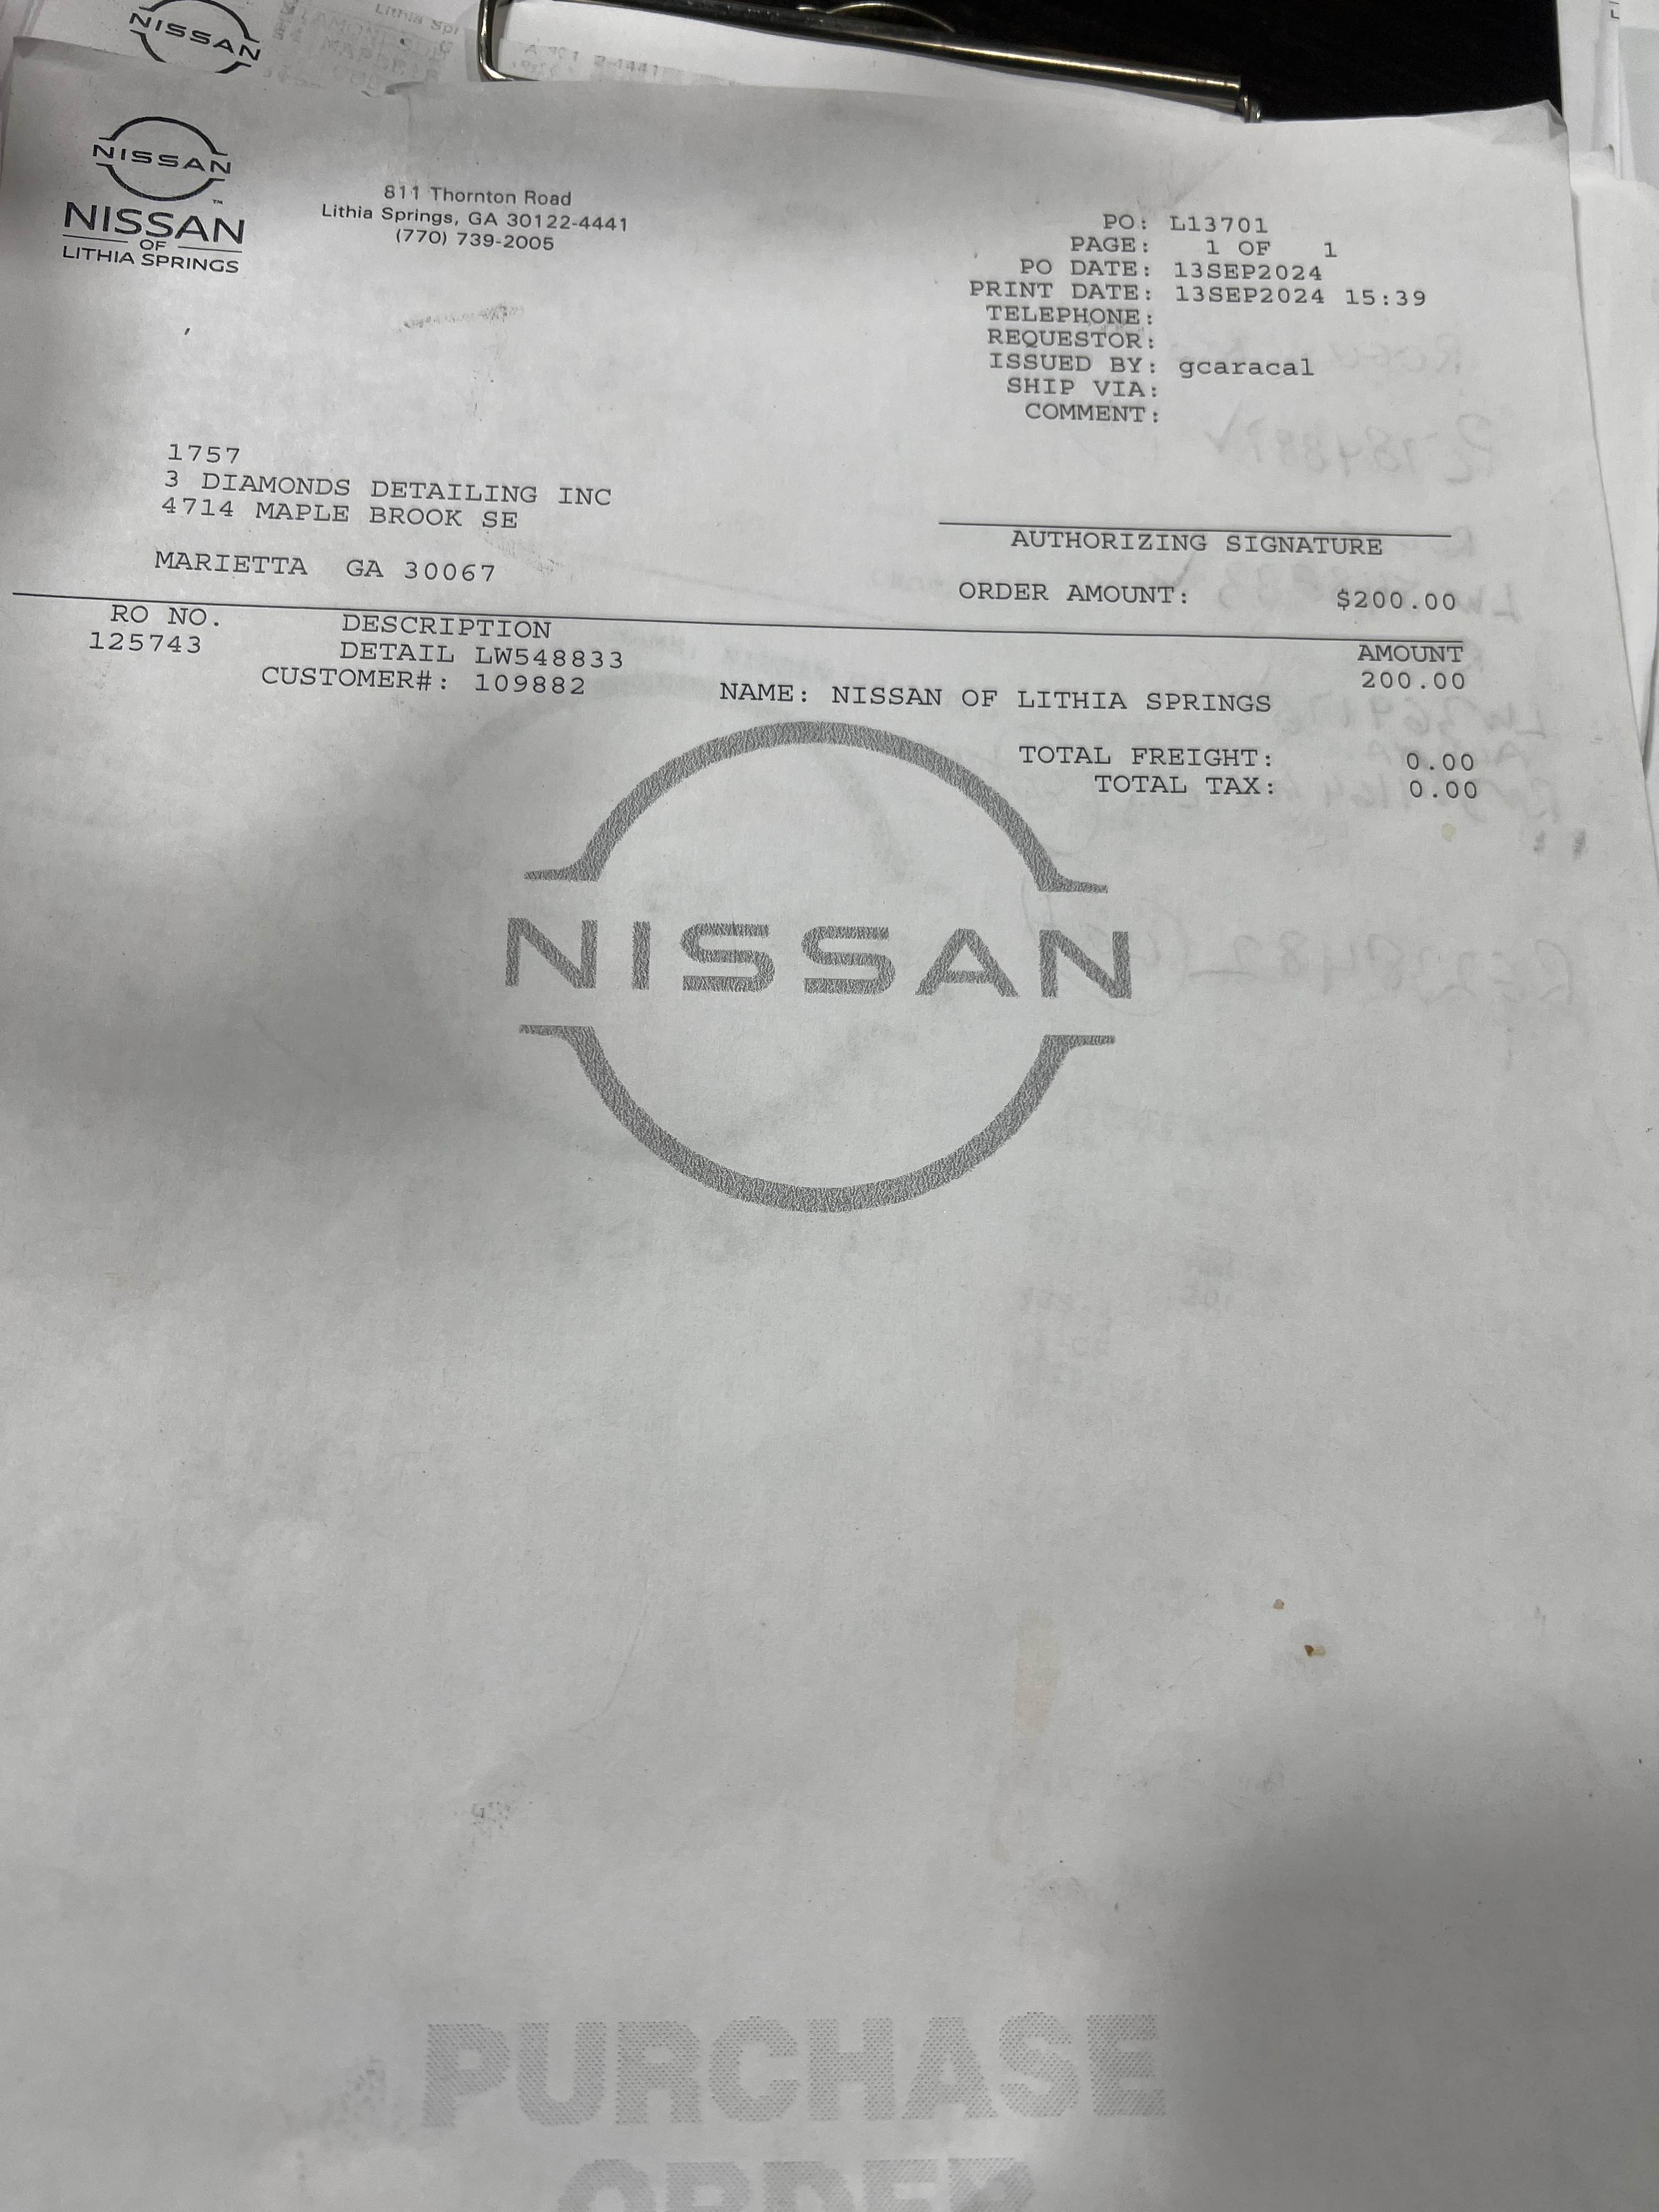 NISSAN
NISSAN
NISSAN
OF
LITHIA SPRINGS
811 Thornton Road
Lithia Springs, GA 30122-4441
(770) 739-2005
PO: L13701
PAGE: 1 OF 1
PO DATE: 13SEP2024
PRINT DATE: 13SEP2024 15:39
TELEPHONE:
REQUESTOR:
ISSUED BY: gcaracal
SHIP VIA:
COMMENT:
1757
3 DIAMONDS DETAILING INC
4714 MAPLE BROOK SE
MARIETTA GA 30067
AUTHORIZING SIGNATURE
ORDER AMOUNT: $200.00
RO NO. DESCRIPTION AMOUNT
125743 DETAIL LW548833 200.00
CUSTOMER#: 109882 NAME: NISSAN OF LITHIA SPRINGS
TOTAL FREIGHT: 0.00
TOTAL TAX: 0.00
NISSAN
PURCHASE
ORDER